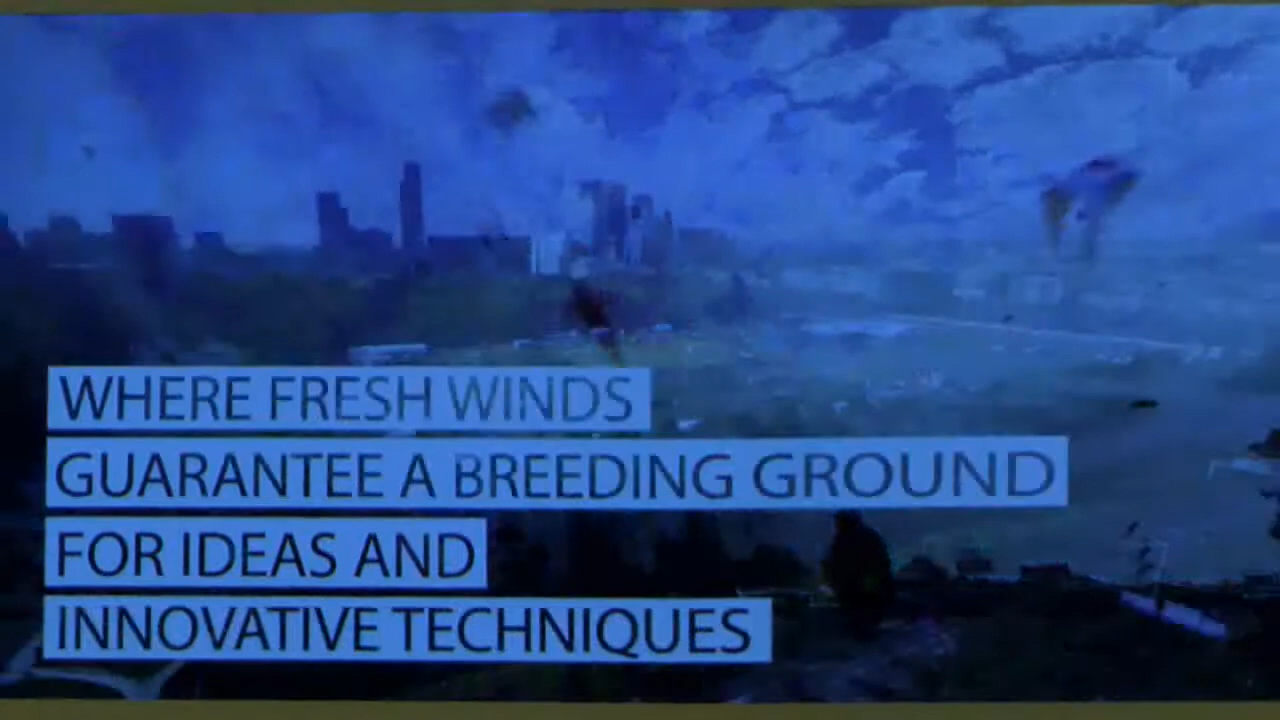 WHERE FRESH WINDS
GUARANTEE A BREEDING GROUND
FOR IDEAS AND
INNOVATIVE TECHNIQUES